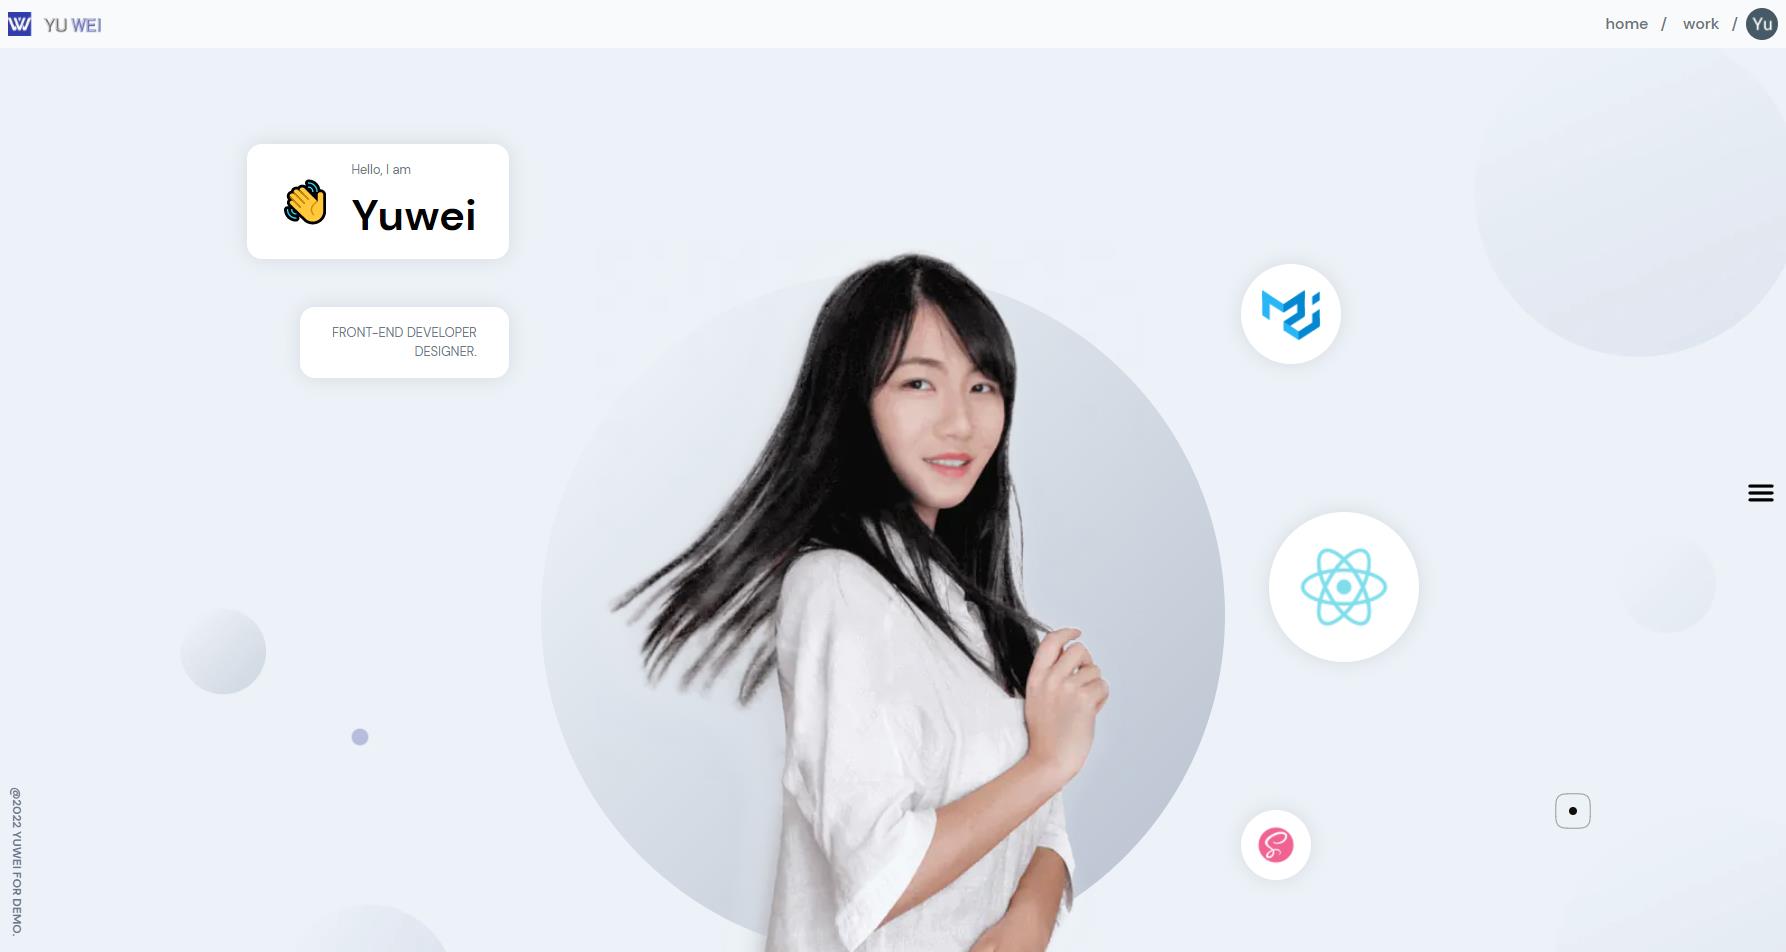 YU WEI
home / work / Yu
Hello, I am
Yuwei
FRONT-END DEVELOPER
DESIGNER.
@2022 YUWEI FOR DEMO.